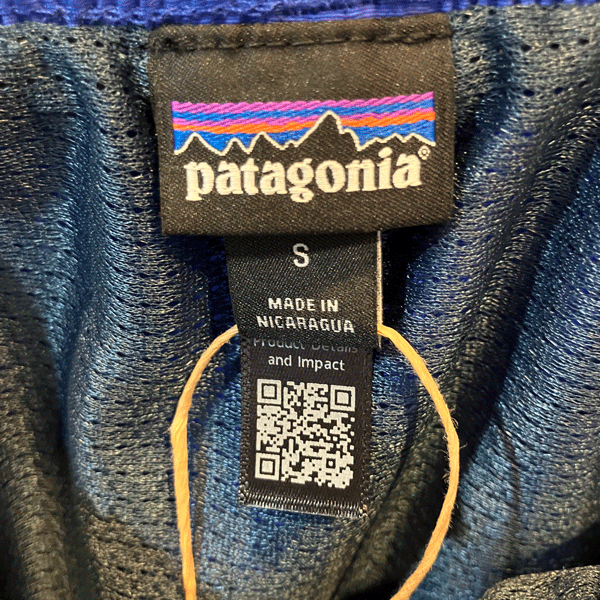 patagonia®
S
MADE IN
NICARAGUA
Product Details
and Impact